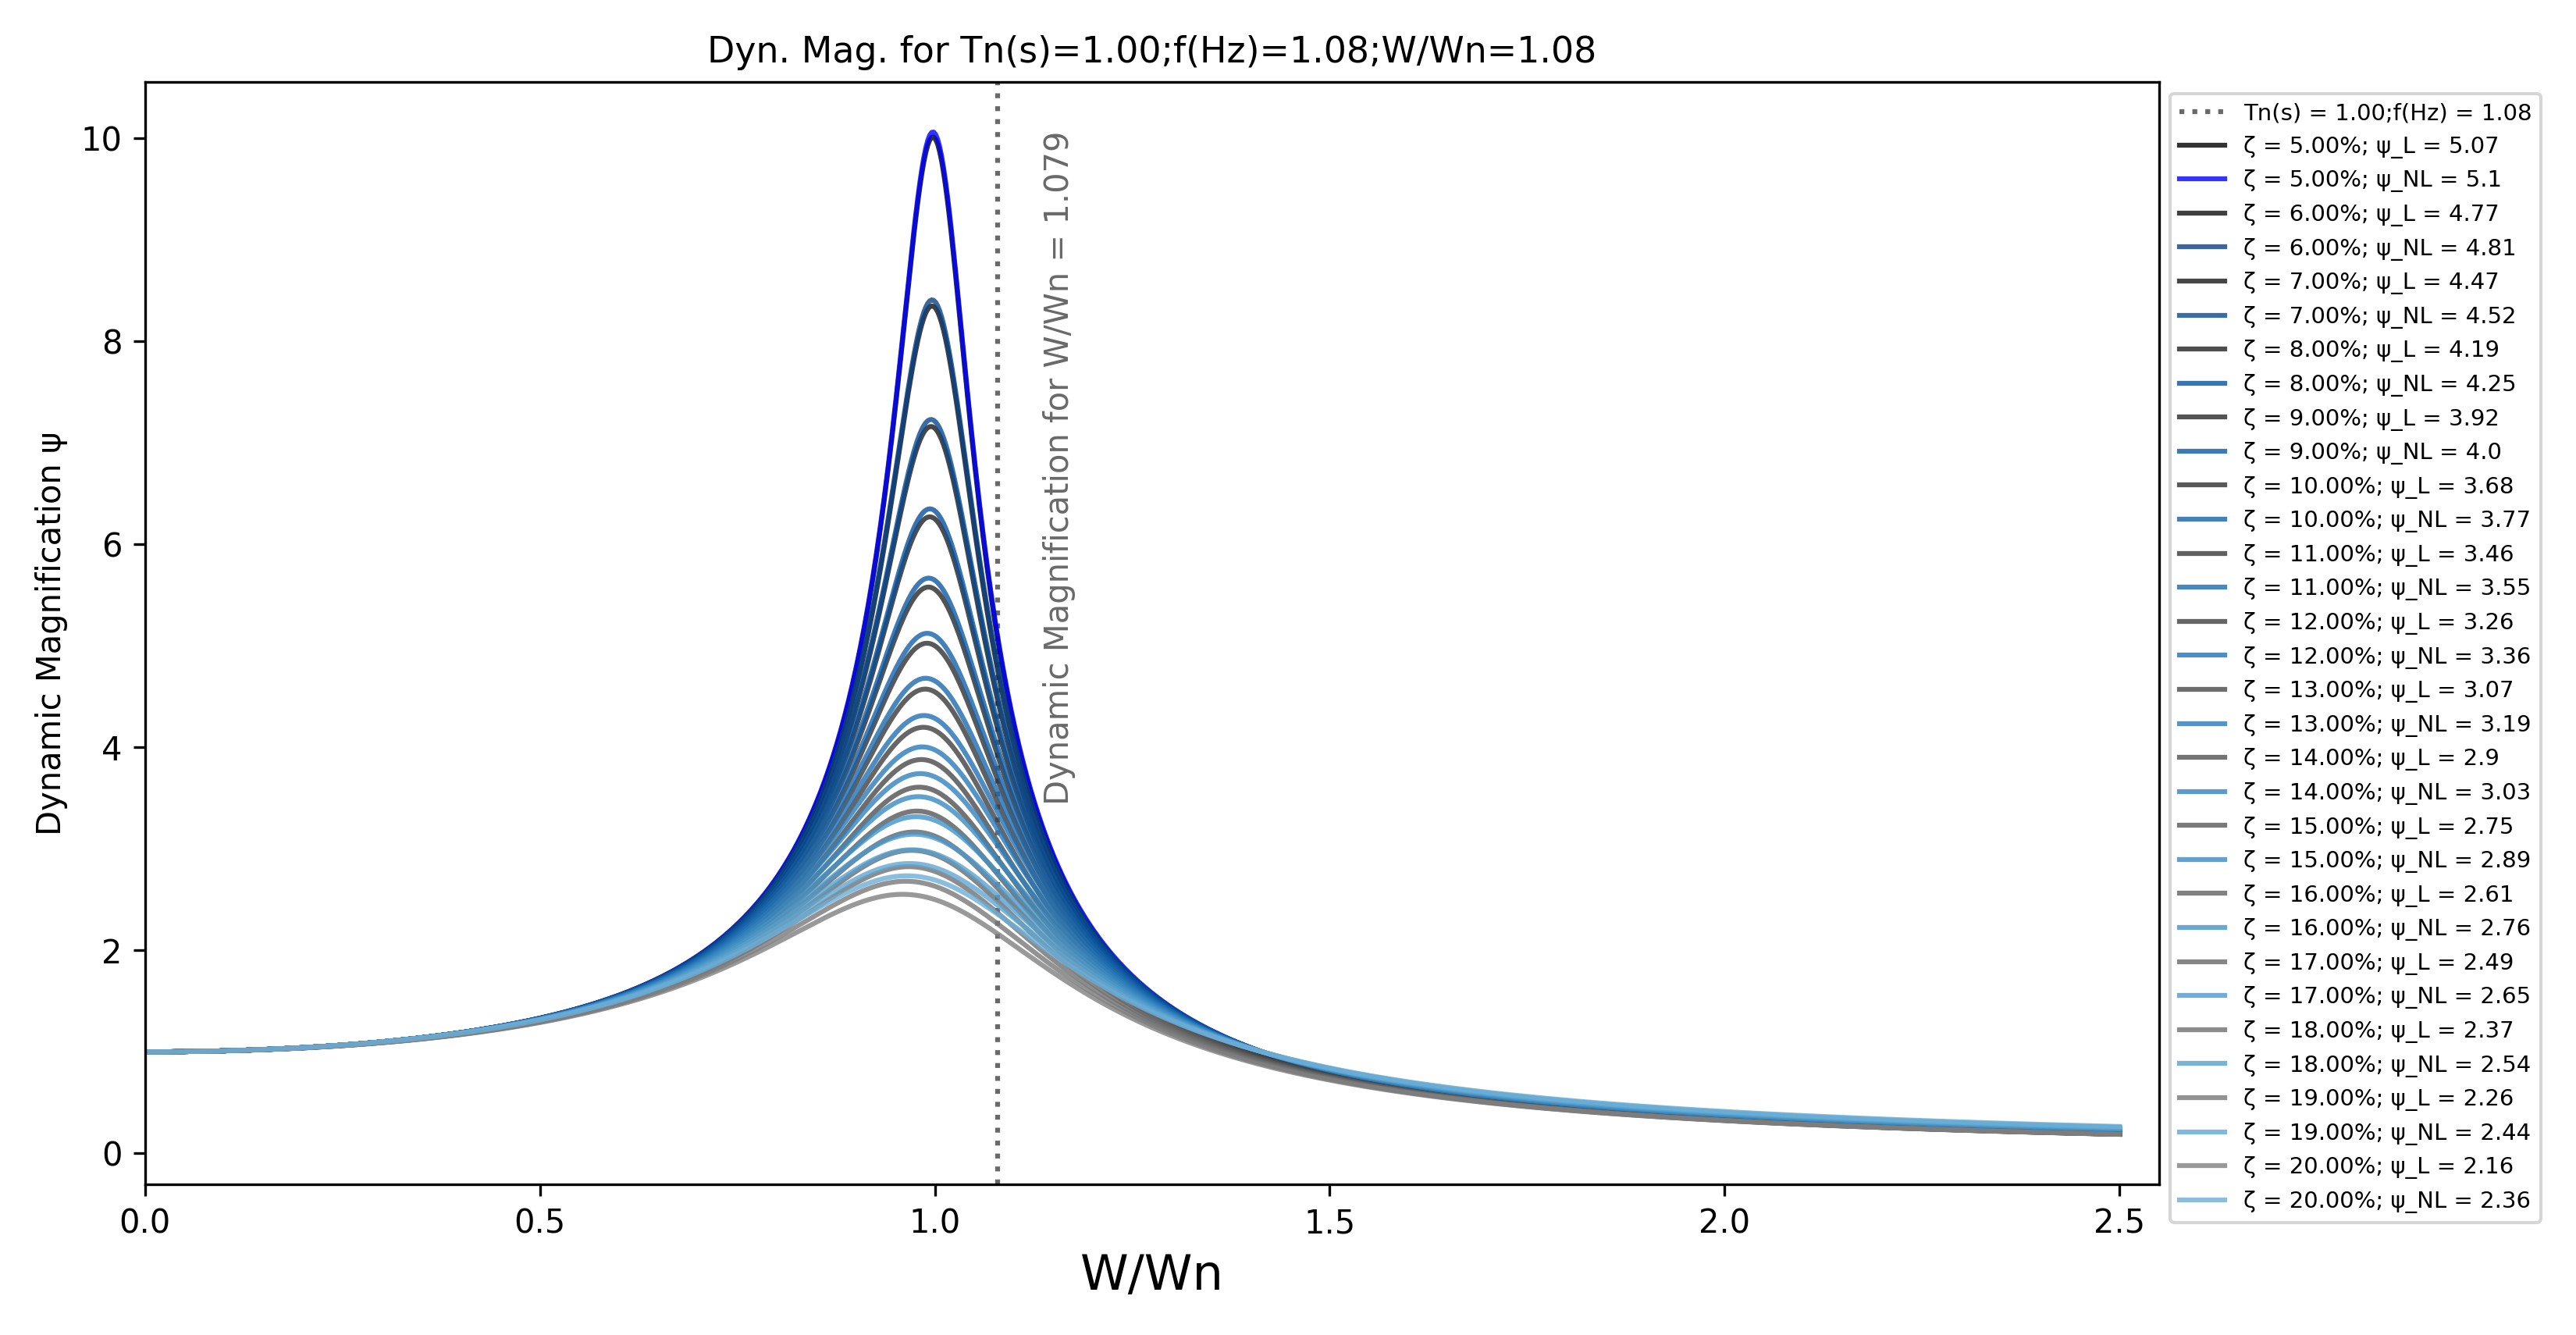 Dyn. Mag. for Tn(s)=1.00;f(Hz)=1.08;W/Wn=1.08
Dynamic Magnification ψ
10
8
6
4
2
0
Dynamic Magnification for W/Wn = 1.079
0.0
0.5
1.0
1.5
2.0
2.5
W/Wn
Tn(s) = 1.00;f(Hz) = 1.08
ζ = 5.00%; ψ_L = 5.07
ζ = 5.00%; ψ_NL = 5.1
ζ = 6.00%; ψ_L = 4.77
ζ = 6.00%; ψ_NL = 4.81
ζ = 7.00%; ψ_L = 4.47
ζ = 7.00%; ψ_NL = 4.52
ζ = 8.00%; ψ_L = 4.19
ζ = 8.00%; ψ_NL = 4.25
ζ = 9.00%; ψ_L = 3.92
ζ = 9.00%; ψ_NL = 4.0
ζ = 10.00%; ψ_L = 3.68
ζ = 10.00%; ψ_NL = 3.77
ζ = 11.00%; ψ_L = 3.46
ζ = 11.00%; ψ_NL = 3.55
ζ = 12.00%; ψ_L = 3.26
ζ = 12.00%; ψ_NL = 3.36
ζ = 13.00%; ψ_L = 3.07
ζ = 13.00%; ψ_NL = 3.19
ζ = 14.00%; ψ_L = 2.9
ζ = 14.00%; ψ_NL = 3.03
ζ = 15.00%; ψ_L = 2.75
ζ = 15.00%; ψ_NL = 2.89
ζ = 16.00%; ψ_L = 2.61
ζ = 16.00%; ψ_NL = 2.76
ζ = 17.00%; ψ_L = 2.49
ζ = 17.00%; ψ_NL = 2.65
ζ = 18.00%; ψ_L = 2.37
ζ = 18.00%; ψ_NL = 2.54
ζ = 19.00%; ψ_L = 2.26
ζ = 19.00%; ψ_NL = 2.44
ζ = 20.00%; ψ_L = 2.16
ζ = 20.00%; ψ_NL = 2.36